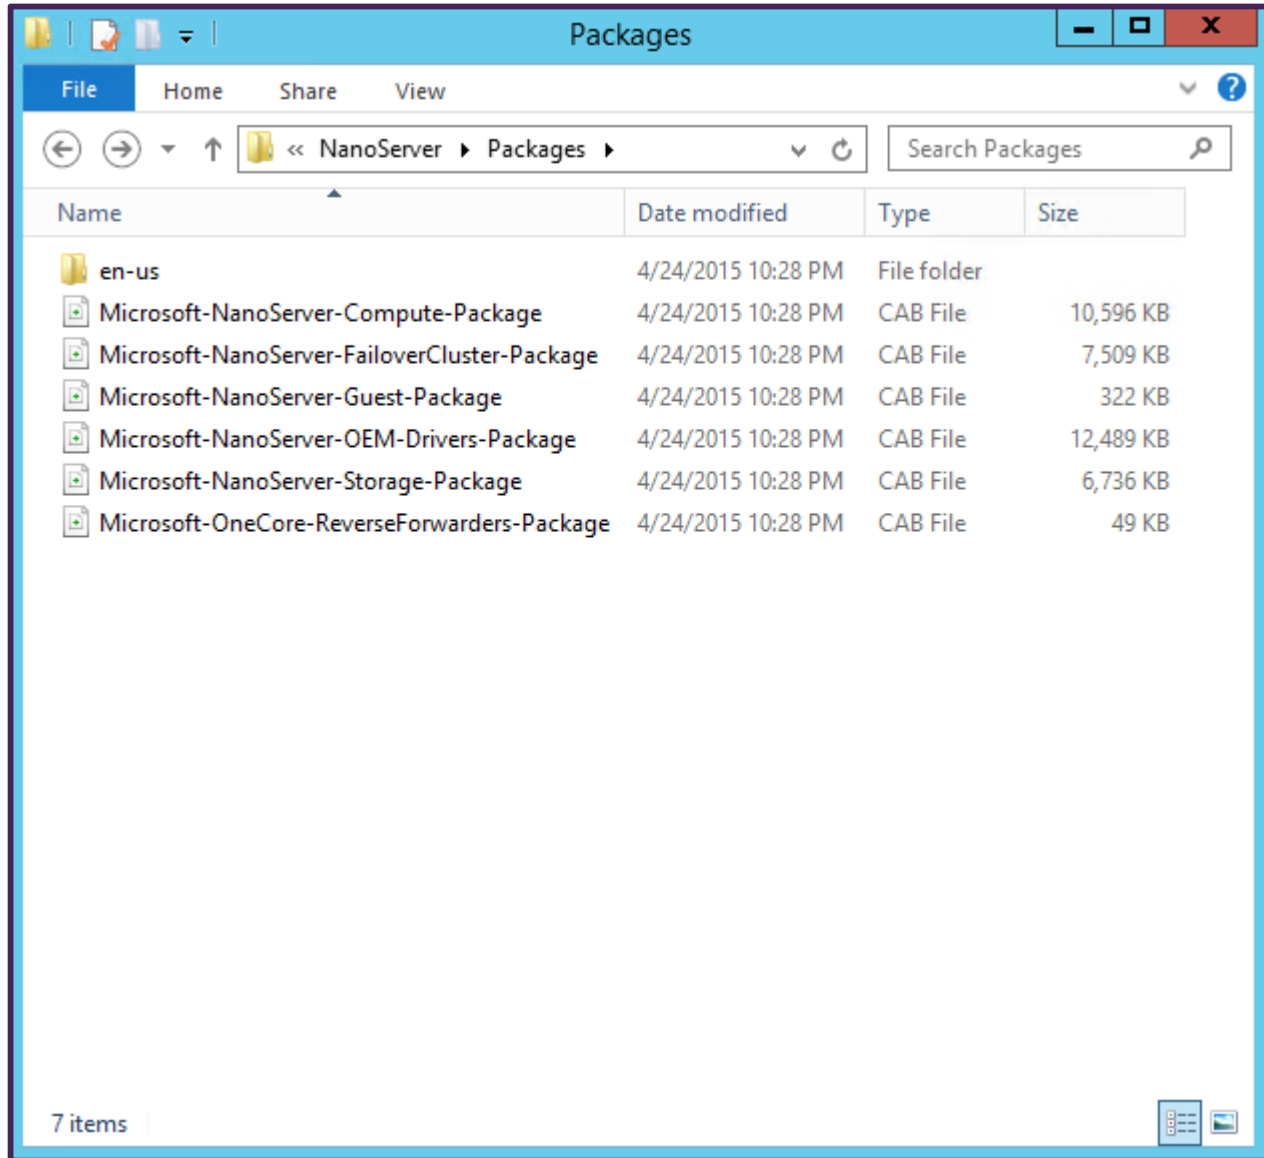 Packages
File Home Share View
« NanoServer Packages Search Packages
Name Date modified Type Size
en-us 4/24/2015 10:28 PM File folder
Microsoft-NanoServer-Compute-Package 4/24/2015 10:28 PM CAB File 10,596 KB
Microsoft-NanoServer-FailoverCluster-Package 4/24/2015 10:28 PM CAB File 7,509 KB
Microsoft-NanoServer-Guest-Package 4/24/2015 10:28 PM CAB File 322 KB
Microsoft-NanoServer-OEM-Drivers-Package 4/24/2015 10:28 PM CAB File 12,489 KB
Microsoft-NanoServer-Storage-Package 4/24/2015 10:28 PM CAB File 6,736 KB
Microsoft-OneCore-ReverseForwarders-Package 4/24/2015 10:28 PM CAB File 49 KB
7 items